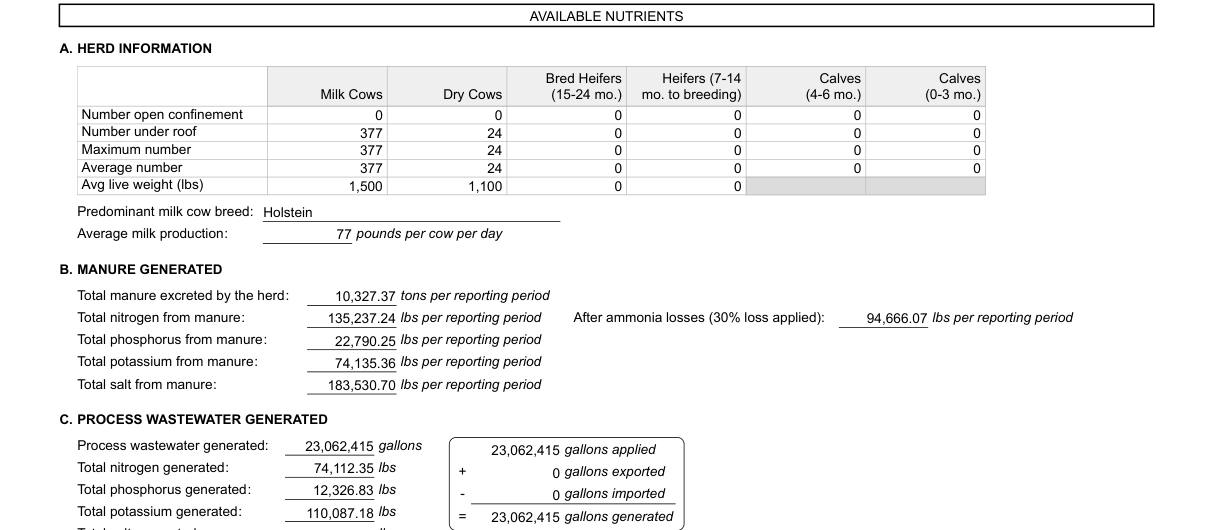 AVAILABLE NUTRIENTS
A. HERD INFORMATION
Milk Cows Dry Cows Bred Heifers (15-24 mo.) Heifers (7-14 mo. to breeding) Calves (4-6 mo.) Calves (0-3 mo.)
Number open confinement 0 0 0 0 0 0
Number under roof 377 24 0 0 0 0
Maximum number 377 24 0 0 0 0
Average number 377 24 0 0 0 0
Avg live weight (lbs) 1,500 1,100 0 0
Predominant milk cow breed: Holstein
Average milk production: 77 pounds per cow per day
B. MANURE GENERATED
Total manure excreted by the herd: 10,327.37 tons per reporting period
Total nitrogen from manure: 135,237.24 lbs per reporting period After ammonia losses (30% loss applied): 94,666.07 lbs per reporting period
Total phosphorus from manure: 22,790.25 lbs per reporting period
Total potassium from manure: 74,135.36 lbs per reporting period
Total salt from manure: 183,530.70 lbs per reporting period
C. PROCESS WASTEWATER GENERATED
Process wastewater generated: 23,062,415 gallons 23,062,415 gallons applied
Total nitrogen generated: 74,112.35 lbs + 0 gallons exported
Total phosphorus generated: 12,326.83 lbs - 0 gallons imported
Total potassium generated: 110,087.18 lbs = 23,062,415 gallons generated